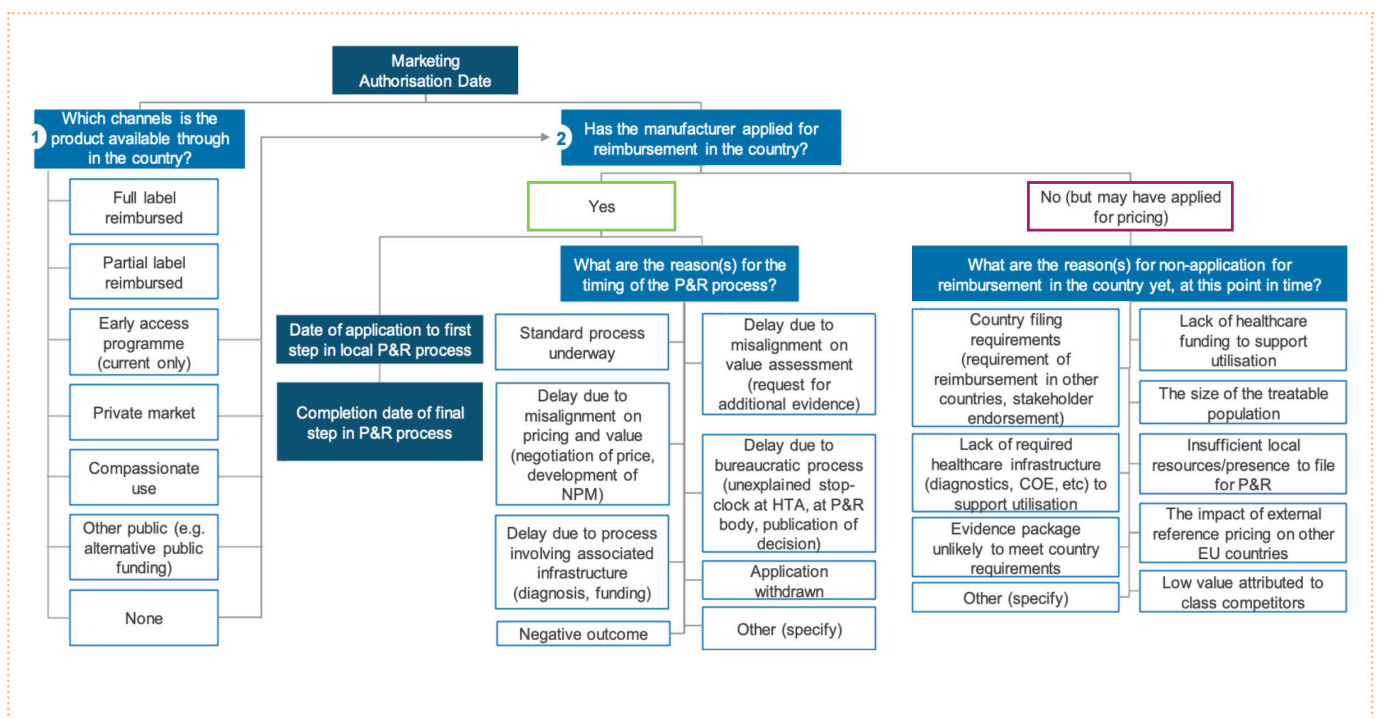 Marketing
Authorisation Date
1
Which channels is the
product available through
in the country?
Full label
reimbursed
Partial label
reimbursed
Early access
programme
(current only)
Private market
Compassionate
use
Other public (e.g.
alternative public
funding)
None
2
Has the manufacturer applied for
reimbursement in the country?
Yes
No (but may have applied
for pricing)
Date of application to first
step in local P&R process
Completion date of final
step in P&R process
What are the reason(s) for the
timing of the P&R process?
Standard process
underway
Delay due to
misalignment on
pricing and value
(negotiation of price,
development of
NPM)
Delay due to process
involving associated
infrastructure
(diagnosis, funding)
Negative outcome
Delay due to
misalignment on
value assessment
(request for
additional evidence)
Delay due to
bureaucratic process
(unexplained stop-
clock at HTA, at P&R
body, publication of
decision)
Application
withdrawn
Other (specify)
What are the reason(s) for non-application for
reimbursement in the country yet, at this point in time?
Country filing
requirements
(requirement of
reimbursement in other
countries, stakeholder
endorsement)
Lack of required
healthcare infrastructure
(diagnostics, COE, etc) to
support utilisation
Evidence package
unlikely to meet country
requirements
Other (specify)
Lack of healthcare
funding to support
utilisation
The size of the treatable
population
Insufficient local
resources/presence to file
for P&R
The impact of external
reference pricing on other
EU countries
Low value attributed to
class competitors